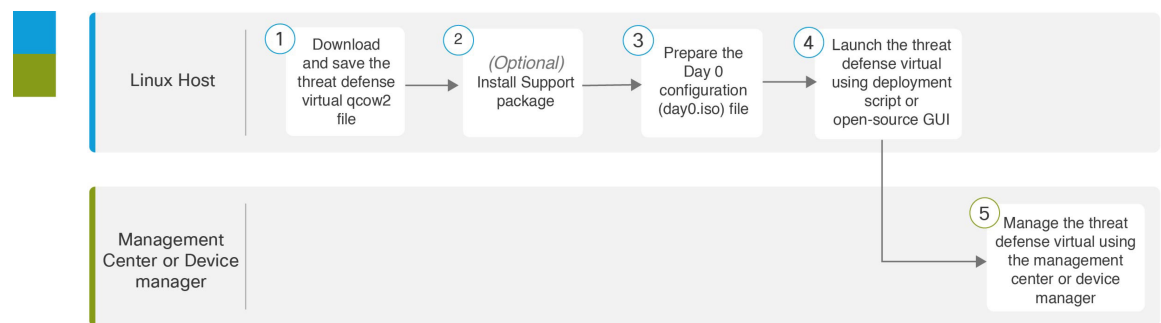 Linux Host
1
Download
and save the
threat defense
virtual qcow2
file
2
(Optional)
Install Support
package
3
Prepare the
Day 0
configuration
(day0.iso) file
4
Launch the threat
defense virtual
using deployment
script or
open-source GUI
Management
Center or Device
manager
5
Manage the threat
defense virtual using
the management
center or device
manager